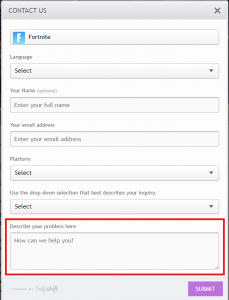 CONTACT US
Fortnite
Language
Select
Your Name (optional)
Enter your full name
Your email address
Enter your email address
Platform
Select
Use the drop-down selection that best describes your inquiry.
Select
Describe your problem here
How can we help you?
POWERED BY helpshift
SUBMIT